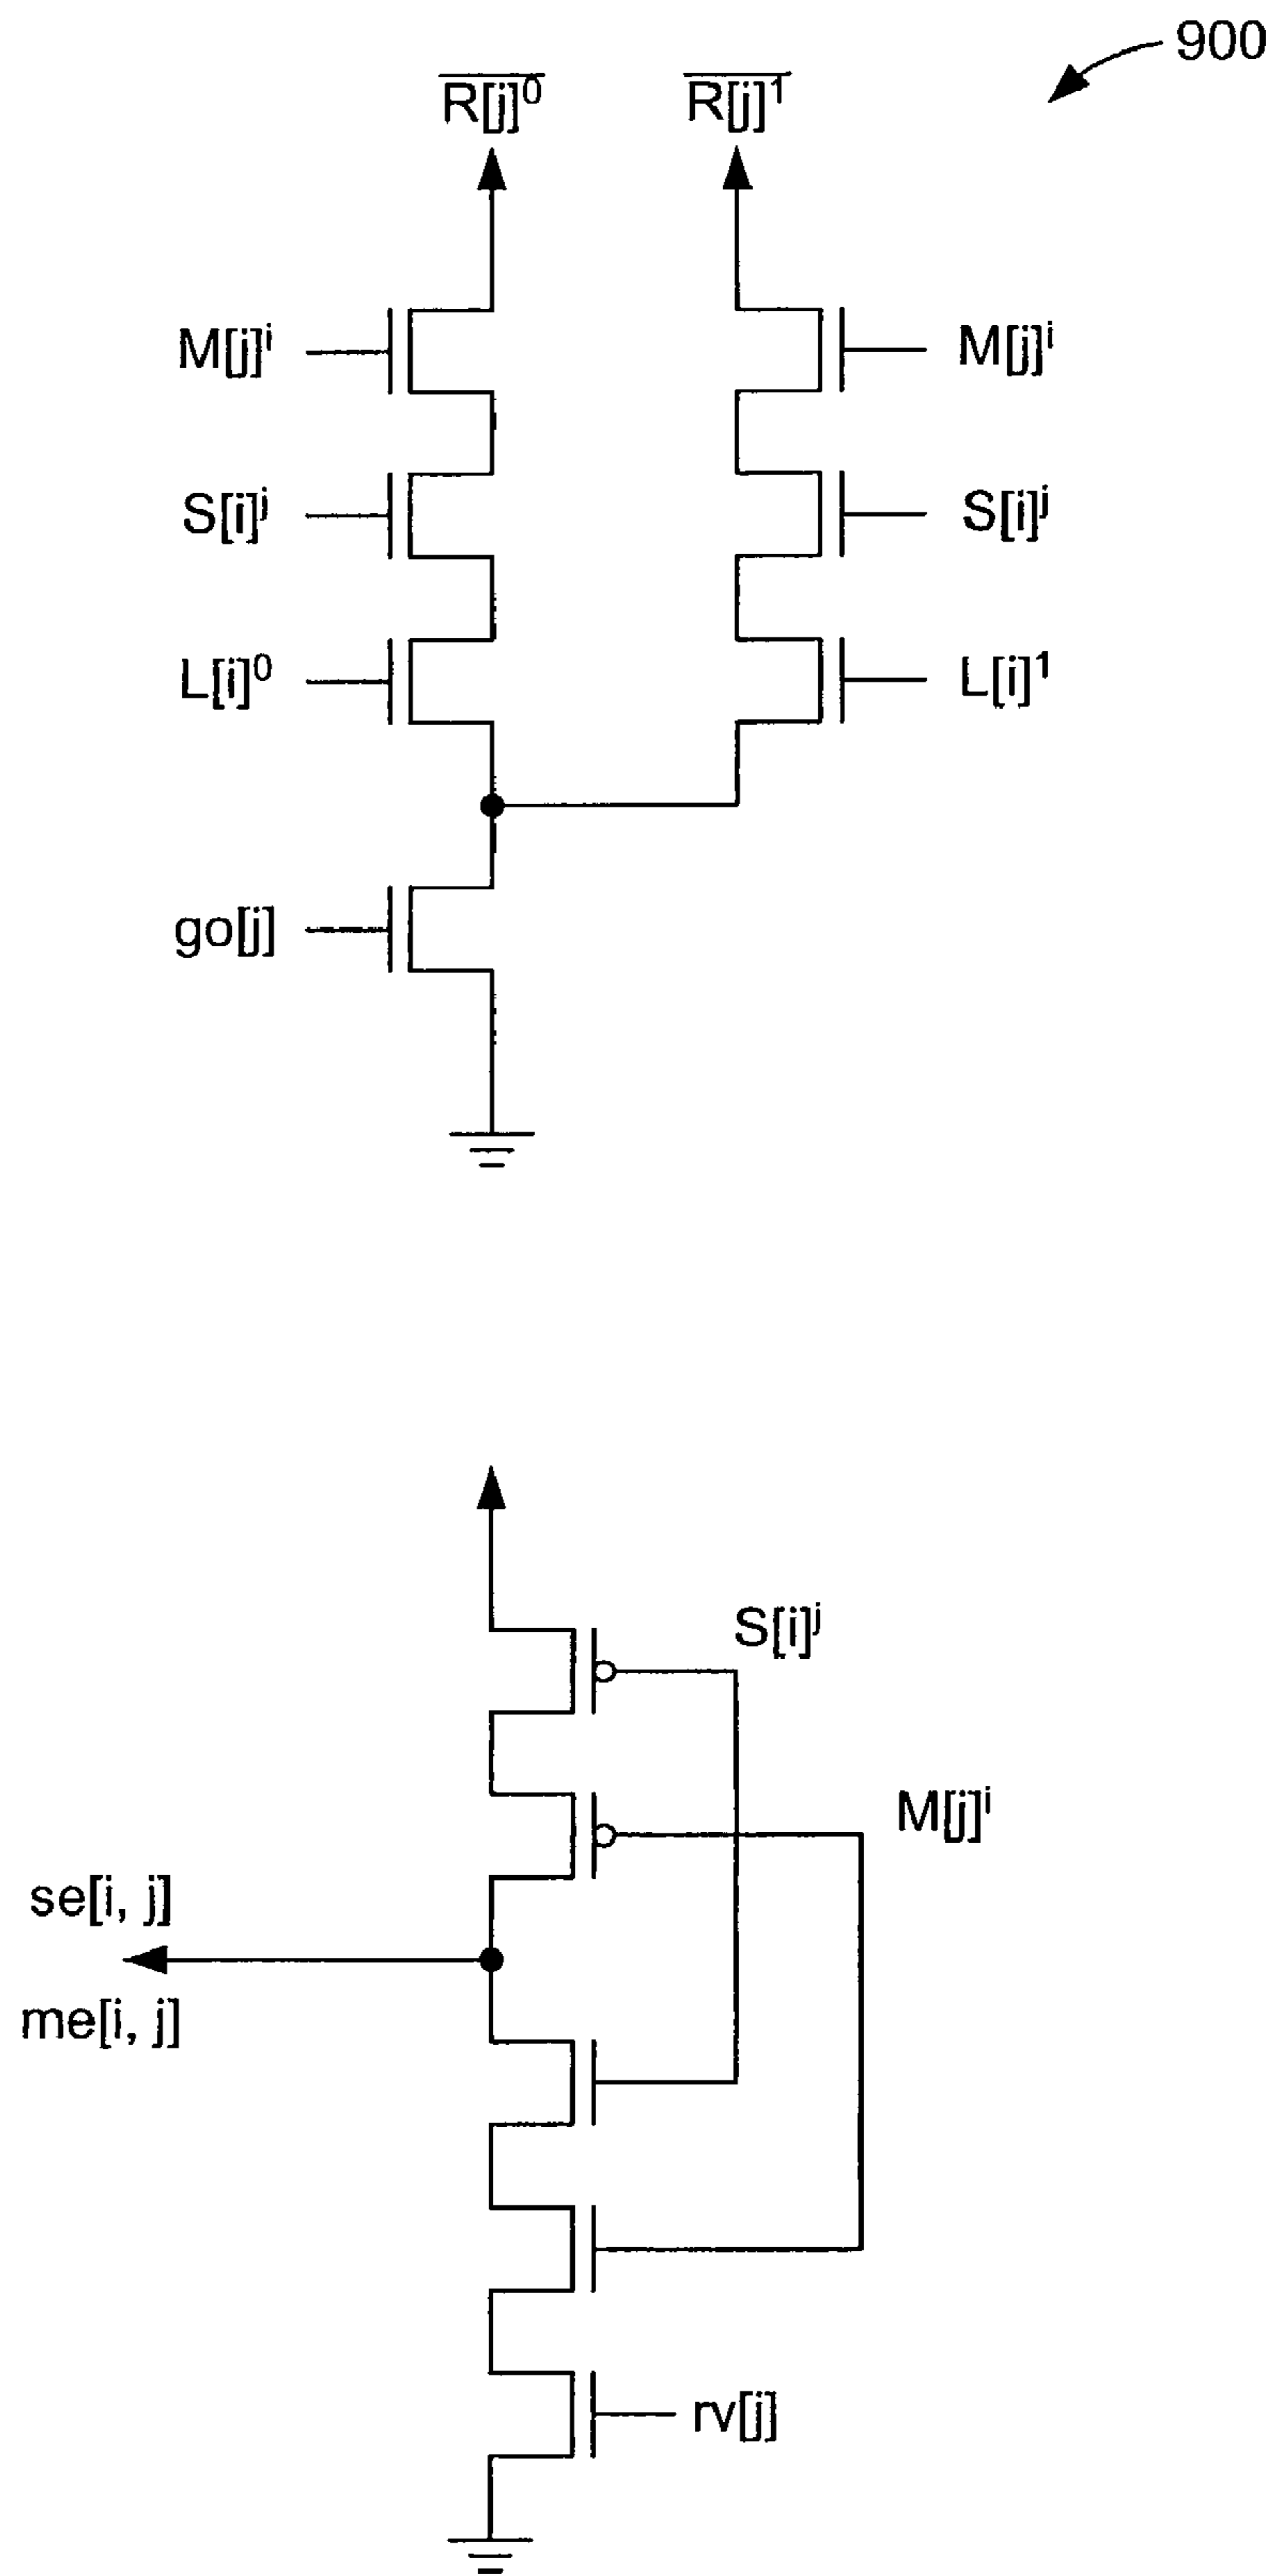 900
R[j]⁰ R[j]¹
M[j]ⁱ M[j]ⁱ
S[i]ʲ S[i]ʲ
L[i]⁰ L[i]¹
go[j]
S[i]ʲ
M[j]ⁱ
se[i, j]
me[i, j]
rv[j]